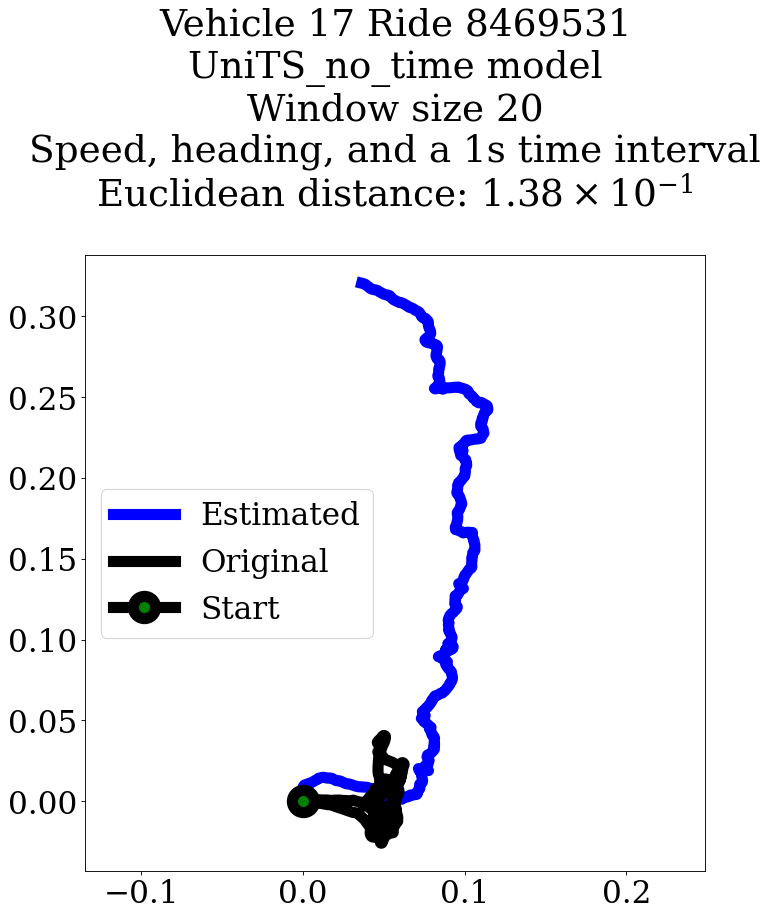 Vehicle 17 Ride 8469531
UniTS_no_time model
Window size 20
Speed, heading, and a 1s time interval
Euclidean distance: 1.38 × 10⁻¹
0.30
0.25
0.20
0.15
0.10
0.05
0.00
Estimated
Original
Start
−0.1
0.0
0.1
0.2